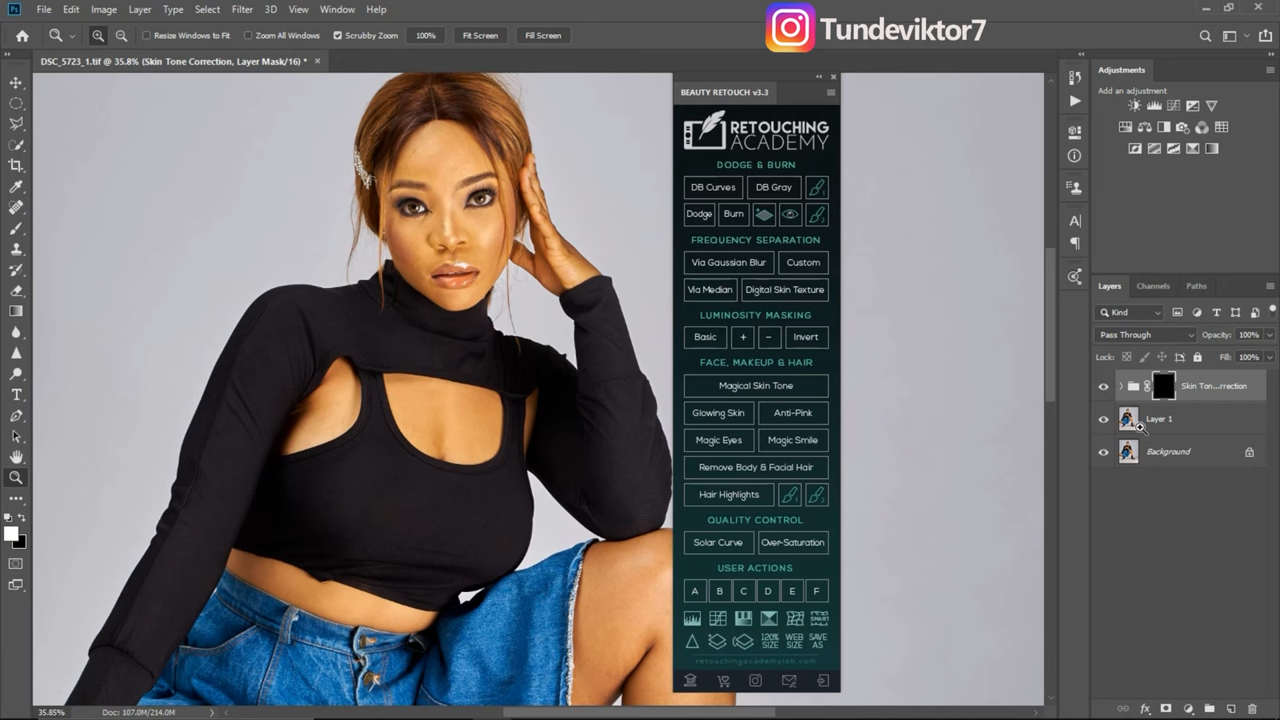 Ps File Edit Image Layer Type Select Filter 3D View Window Help
Tundeviktor7
Resize Windows to Fit Zoom All Windows Scrubby Zoom 100% Fit Screen Fill Screen
DSC_5723_1.tif @ 35.8% (Skin Tone Correction, Layer Mask/16) *
BEAUTY RETOUCH v3.3
RETOUCHING
ACADEMY
DODGE & BURN
DB Curves DB Gray 1
Dodge Burn 2
FREQUENCY SEPARATION
Via Gaussian Blur Custom
Via Median Digital Skin Texture
LUMINOSITY MASKING
Basic + − Invert
FACE, MAKEUP & HAIR
Magical Skin Tone
Glowing Skin Anti-Pink
Magic Eyes Magic Smile
Remove Body & Facial Hair
Hair Highlights 1 2
QUALITY CONTROL
Solar Curve Over-Saturation
USER ACTIONS
A B C D E F
SMART
120% SIZE WEB SIZE SAVE AS
retouchingacademylab.com
Adjustments
Add an adjustment
Layers Channels Paths
Kind
Pass Through Opacity: 100%
Lock: Fill: 100%
Skin Ton...rrection
Layer 1
Background
35.85% Doc: 107.0M/214.0M